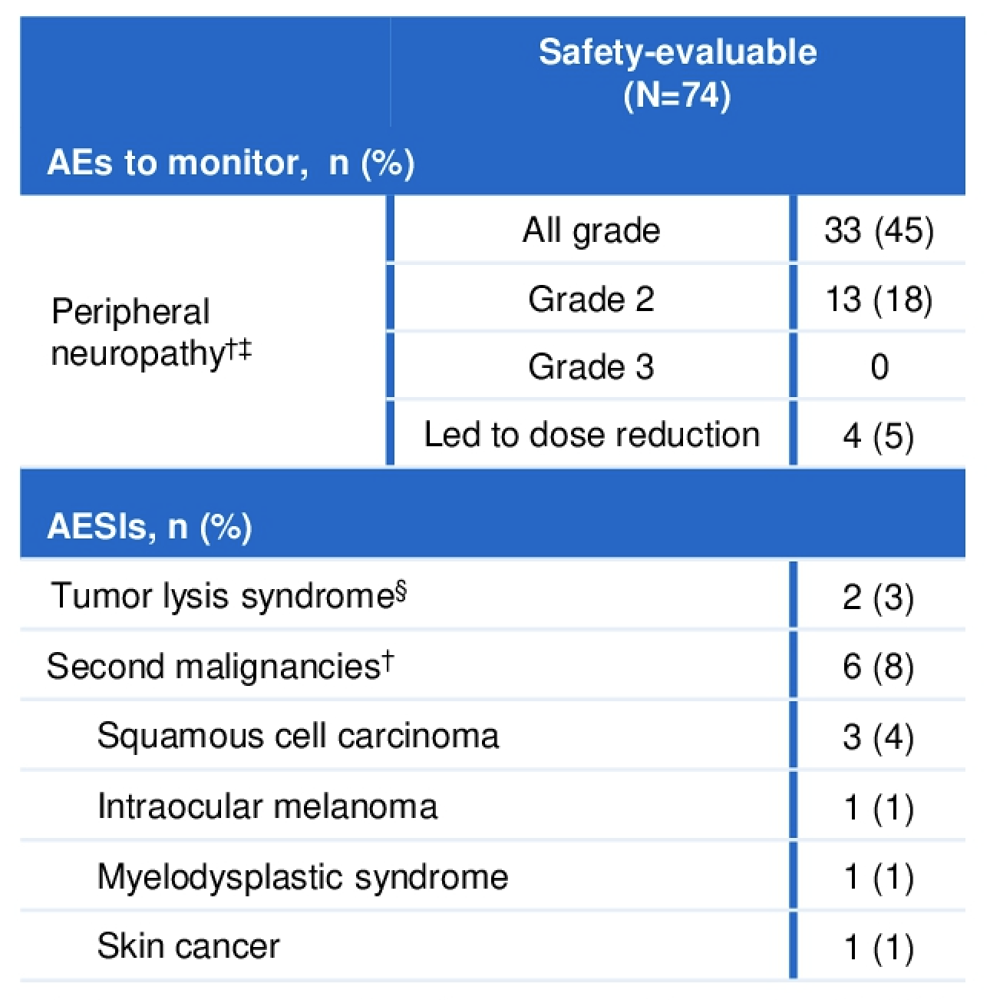 Safety-evaluable
(N=74)
AEs to monitor, n (%)
Peripheral
neuropathy†‡
All grade 33 (45)
Grade 2 13 (18)
Grade 3 0
Led to dose reduction 4 (5)
AESIs, n (%)
Tumor lysis syndrome§ 2 (3)
Second malignancies† 6 (8)
Squamous cell carcinoma 3 (4)
Intraocular melanoma 1 (1)
Myelodysplastic syndrome 1 (1)
Skin cancer 1 (1)